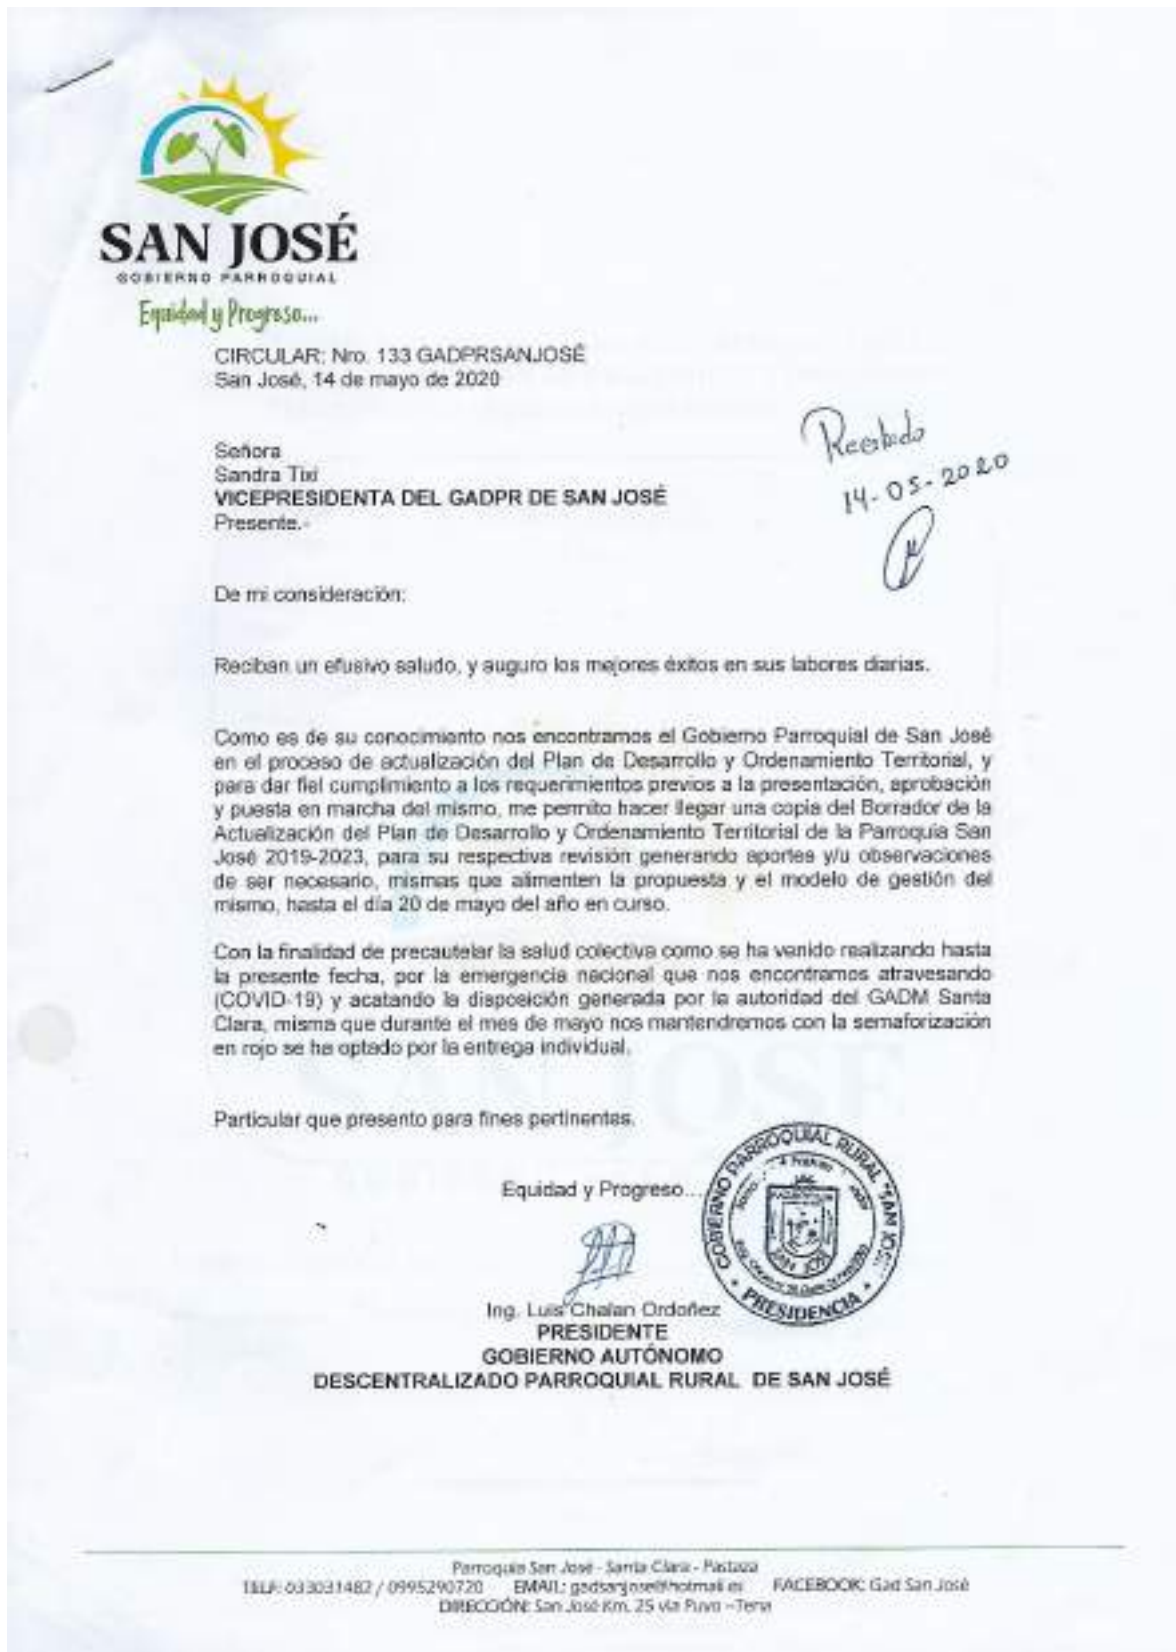 SAN JOSÉ
GOBIERNO PARROQUIAL
Equidad y Progreso...
CIRCULAR: Nro. 133 GADPRSANJOSÉ
San José, 14 de mayo de 2020
Recibido
14-05-2020
Señora
Sandra Tixi
VICEPRESIDENTA DEL GADPR DE SAN JOSÉ
Presente.-
De mi consideración:
Reciban un efusivo saludo, y auguro los mejores éxitos en sus labores diarias.
Como es de su conocimiento nos encontramos el Gobierno Parroquial de San José
en el proceso de actualización del Plan de Desarrollo y Ordenamiento Territorial, y
para dar fiel cumplimiento a los requerimientos previos a la presentación, aprobación
y puesta en marcha del mismo, me permito hacer llegar una copia del Borrador de la
Actualización del Plan de Desarrollo y Ordenamiento Territorial de la Parroquia San
José 2019-2023, para su respectiva revisión generando aportes y/u observaciones
de ser necesario, mismas que alimenten la propuesta y el modelo de gestión del
mismo, hasta el día 20 de mayo del año en curso.
Con la finalidad de precautelar la salud colectiva como se ha venido realizando hasta
la presente fecha, por la emergencia nacional que nos encontramos atravesando
(COVID-19) y acatando la disposición generada por la autoridad del GADM Santa
Clara, misma que durante el mes de mayo nos mantendremos con la semaforización
en rojo se ha optado por la entrega individual.
Particular que presento para fines pertinentes.
Equidad y Progreso...
GOBIERNO PARROQUIAL RURAL "SAN JOSÉ"
SAN JOSÉ
PRESIDENCIA
Ing. Luis Chalan Ordoñez
PRESIDENTE
GOBIERNO AUTÓNOMO
DESCENTRALIZADO PARROQUIAL RURAL DE SAN JOSÉ
Parroquia San José - Santa Clara - Pastaza
TELF: 033031482 / 0995290720 EMAIL: gadsanjose@hotmail.es FACEBOOK: Gad San José
DIRECCIÓN: San José Km. 25 vía Puyo -Tena